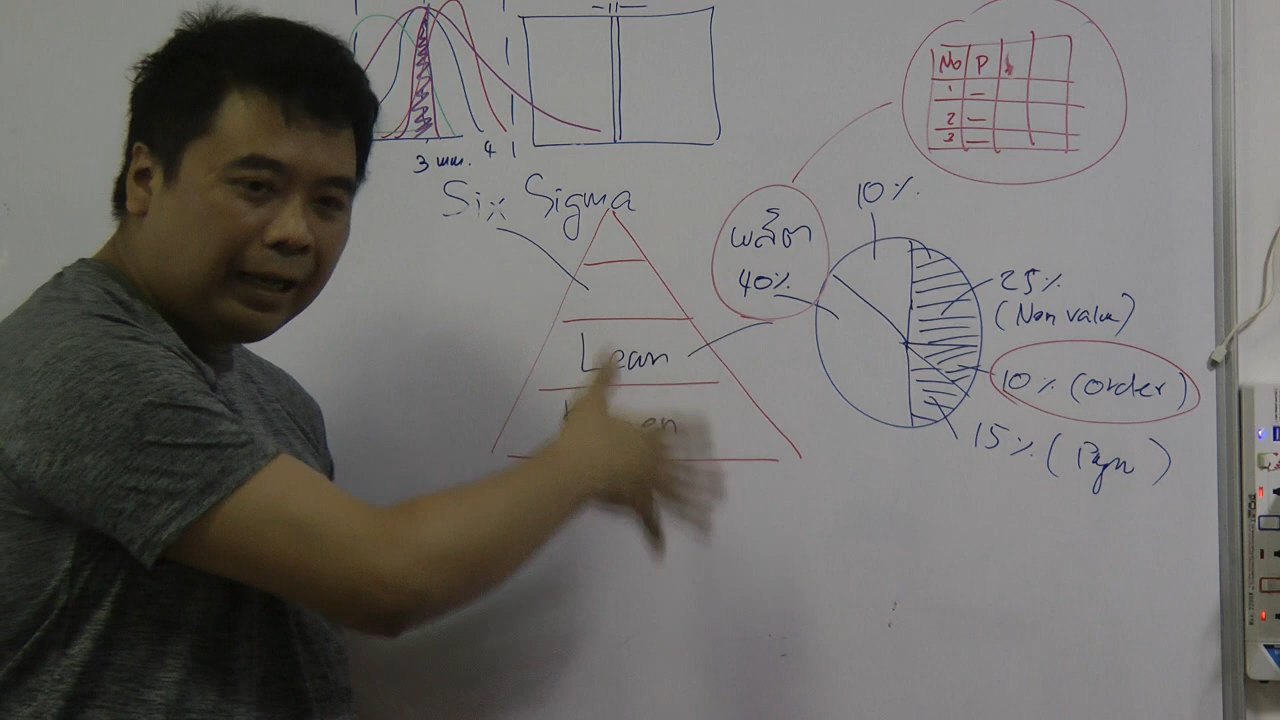 3 มม. 4
Six Sigma
Lean
ผลิต
40%
No P
1 –
2 –
3 –
10%
25%
(Non value)
10% (order)
15% (